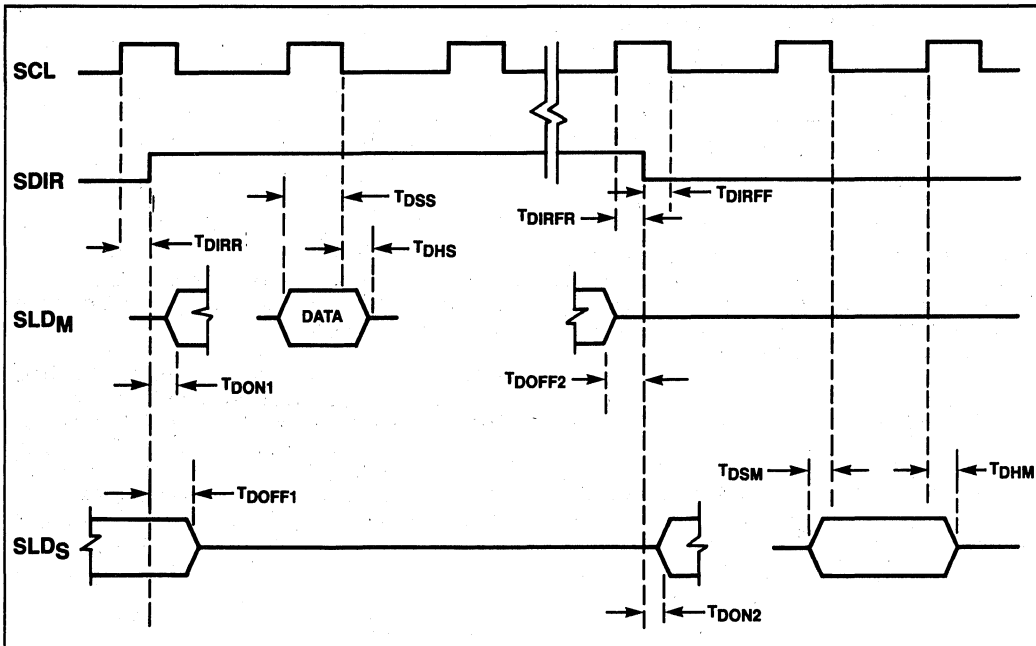 SCL
SDIR
TDSS
TDIRFF
TDIRFR
TDIRR
TDHS
SLDM
DATA
TDON1
TDOFF2
TDSM
TDHM
TDOFF1
SLDS
TDON2